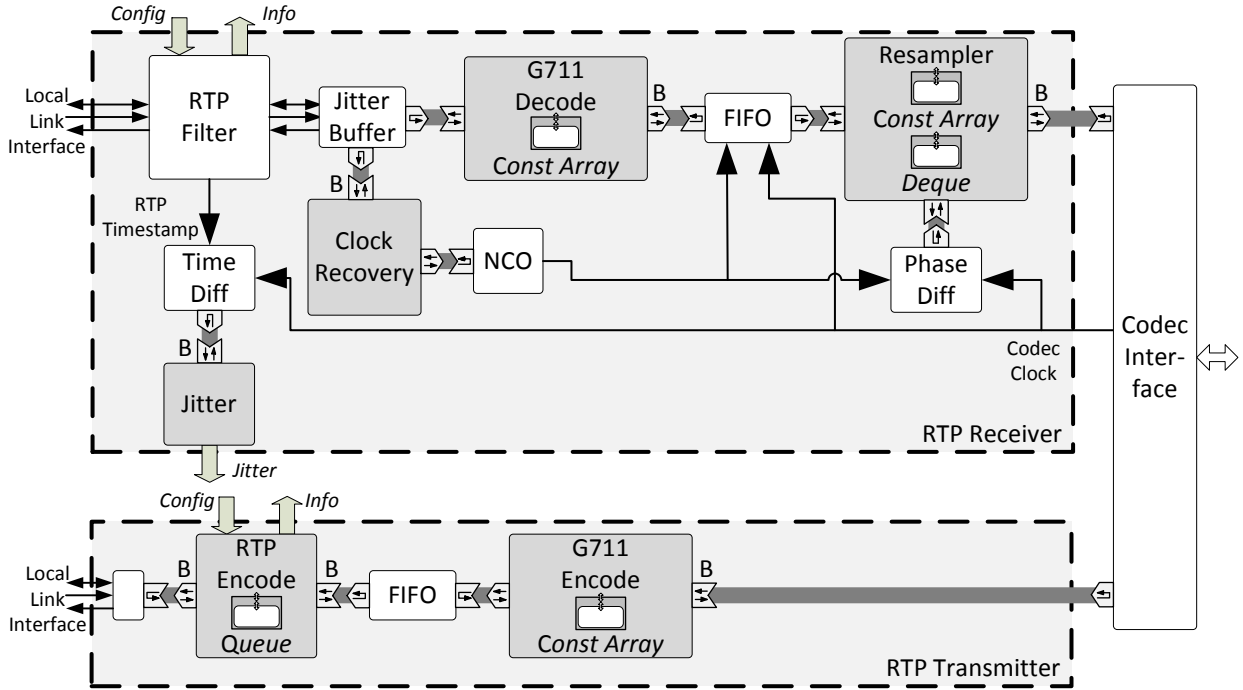 Config
Info
Local
Link
Interface
RTP
Filter
Jitter
Buffer
G711
Decode
Const Array
B
FIFO
Resampler
Const Array
Deque
B
RTP
Timestamp
B
Clock
Recovery
NCO
Time
Diff
Phase
Diff
Codec
Inter-
face
B
Jitter
Codec
Clock
RTP Receiver
Jitter
Config
Info
Local
Link
Interface
B
RTP
Encode
Queue
B
FIFO
G711
Encode
Const Array
B
RTP Transmitter